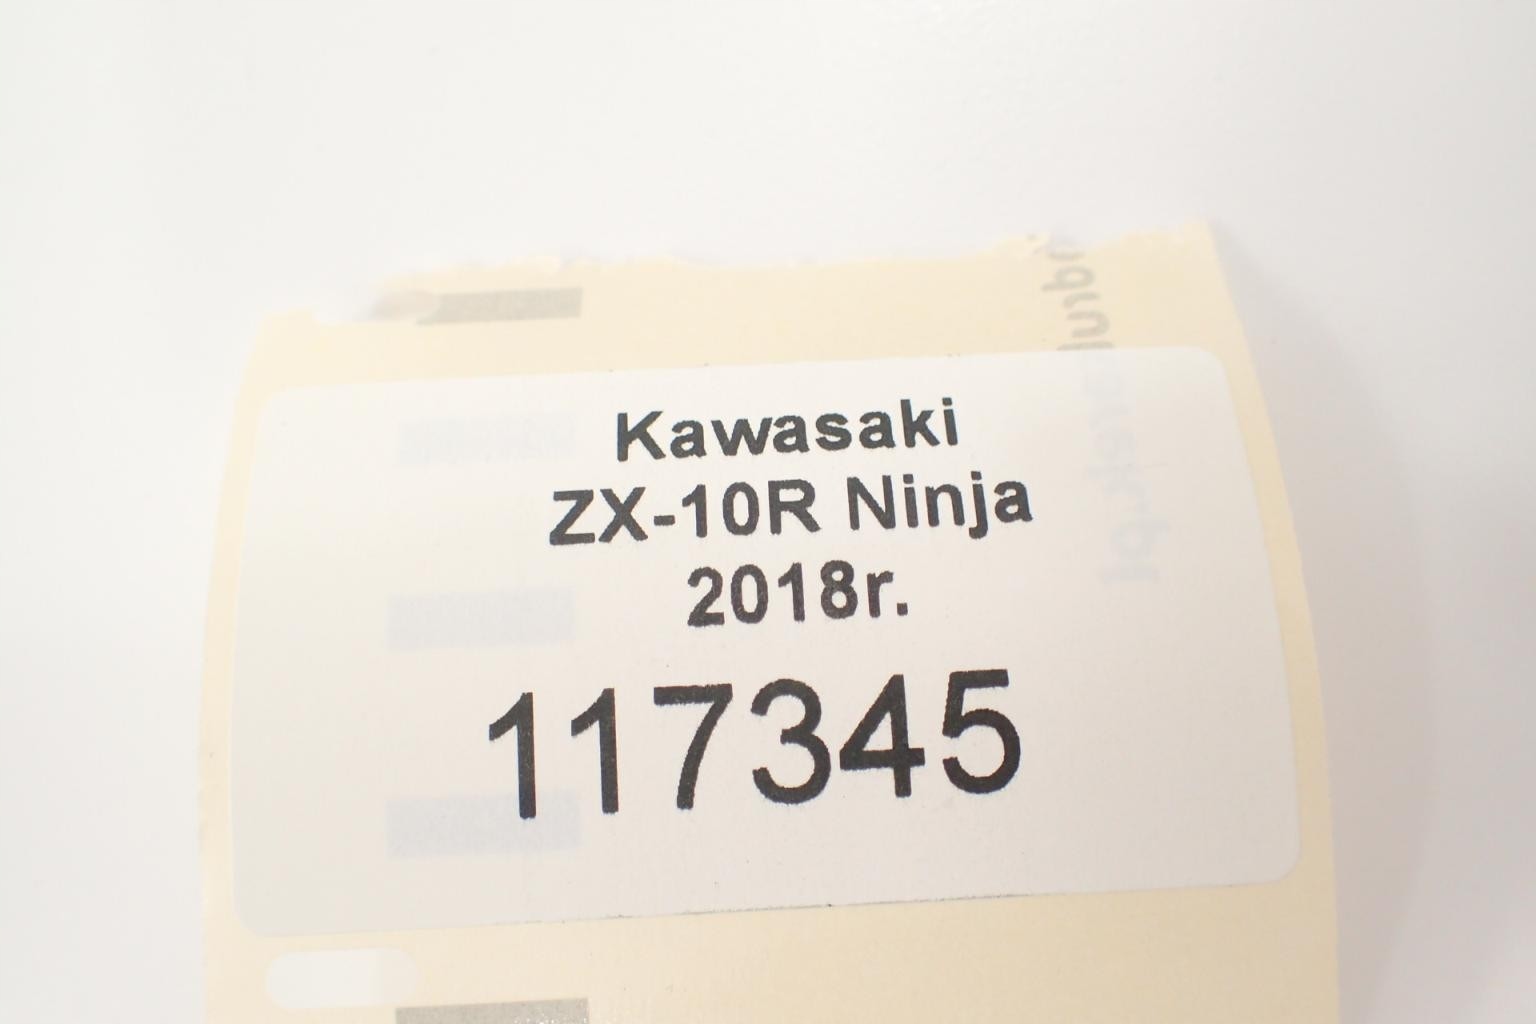 Kawasaki
ZX-10R Ninja
2018r.
117345